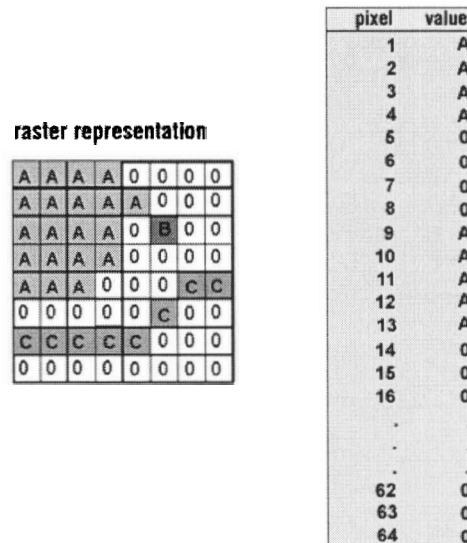 raster representation
A A A A 0 0 0 0
A A A A A 0 0 0
A A A A 0 B 0 0
A A A A 0 0 0 0
A A A 0 0 0 C C
0 0 0 0 0 C 0 0
C C C C C 0 0 0
0 0 0 0 0 0 0 0
pixel value
1 A
2 A
3 A
4 A
5 0
6 0
7 0
8 0
9 A
10 A
11 A
12 A
13 A
14 0
15 0
16 0
. .
. .
. .
62 0
63 0
64 0